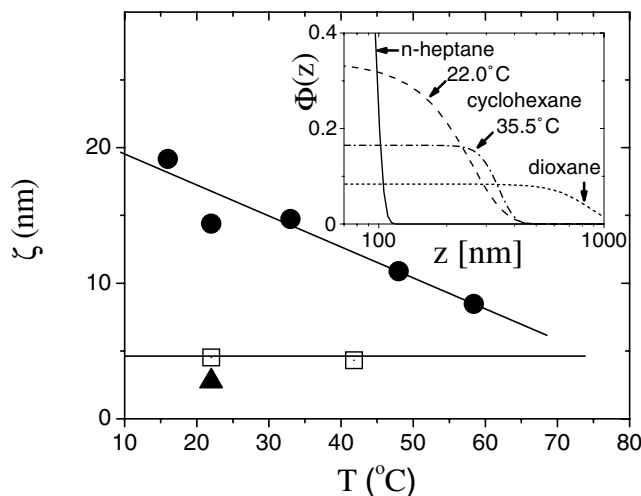 ζ (nm)
30
20
10
0
10 20 30 40 50 60 70 80
T (°C)
Φ(z)
0.4
0.2
0
100 1000
z [nm]
n-heptane
22.0°C
cyclohexane
35.5°C
dioxane